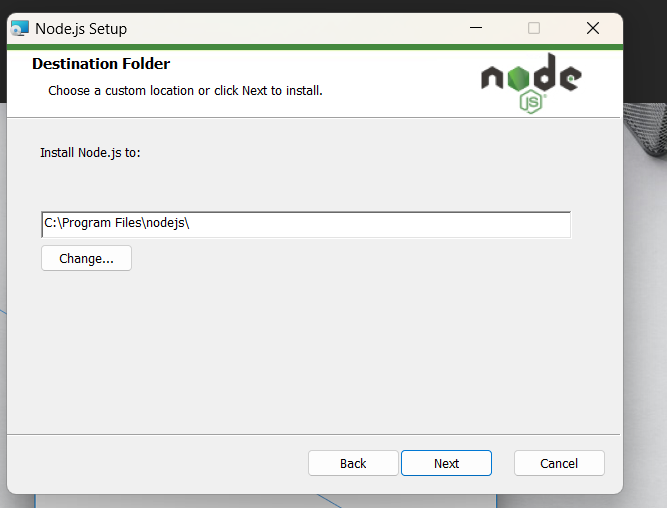 Node.js Setup
Destination Folder
Choose a custom location or click Next to install.
node
JS
Install Node.js to:
C:\Program Files\nodejs\
Change...
Back
Next
Cancel